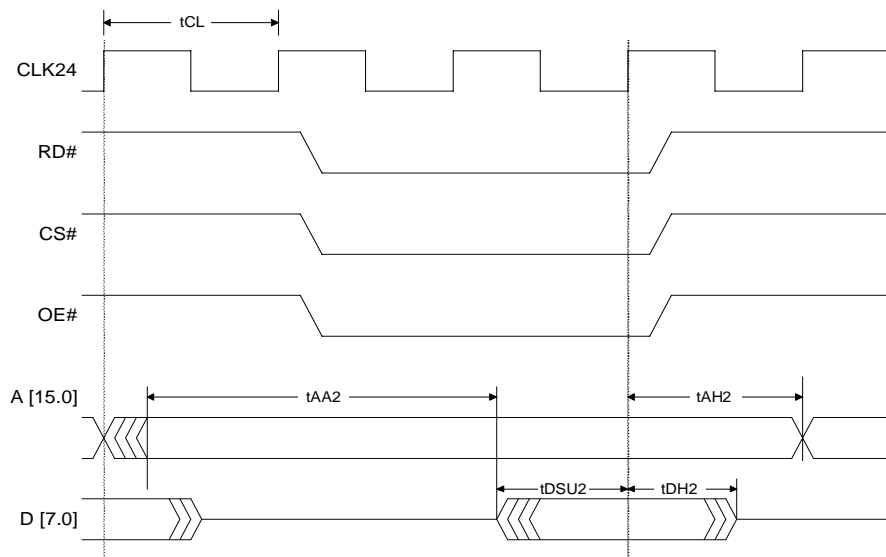 tCL
CLK24
RD#
CS#
OE#
A [15.0]
tAA2
tAH2
tDSU2
tDH2
D [7.0]